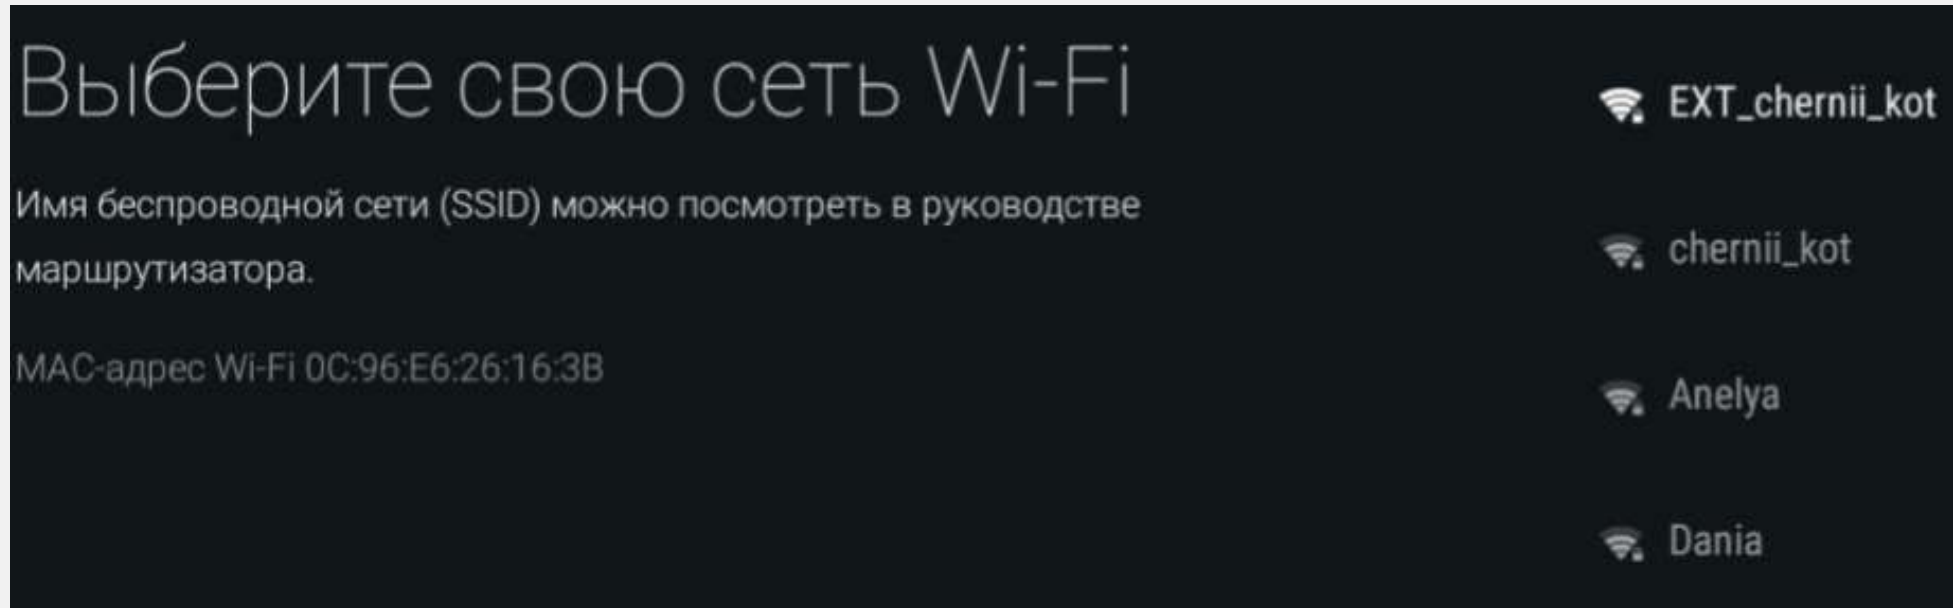 Выберите свою сеть Wi-Fi
Имя беспроводной сети (SSID) можно посмотреть в руководстве
маршрутизатора.
MAC-адрес Wi-Fi 0C:96:E6:26:16:3B
EXT_chernii_kot
chernii_kot
Anelya
Dania